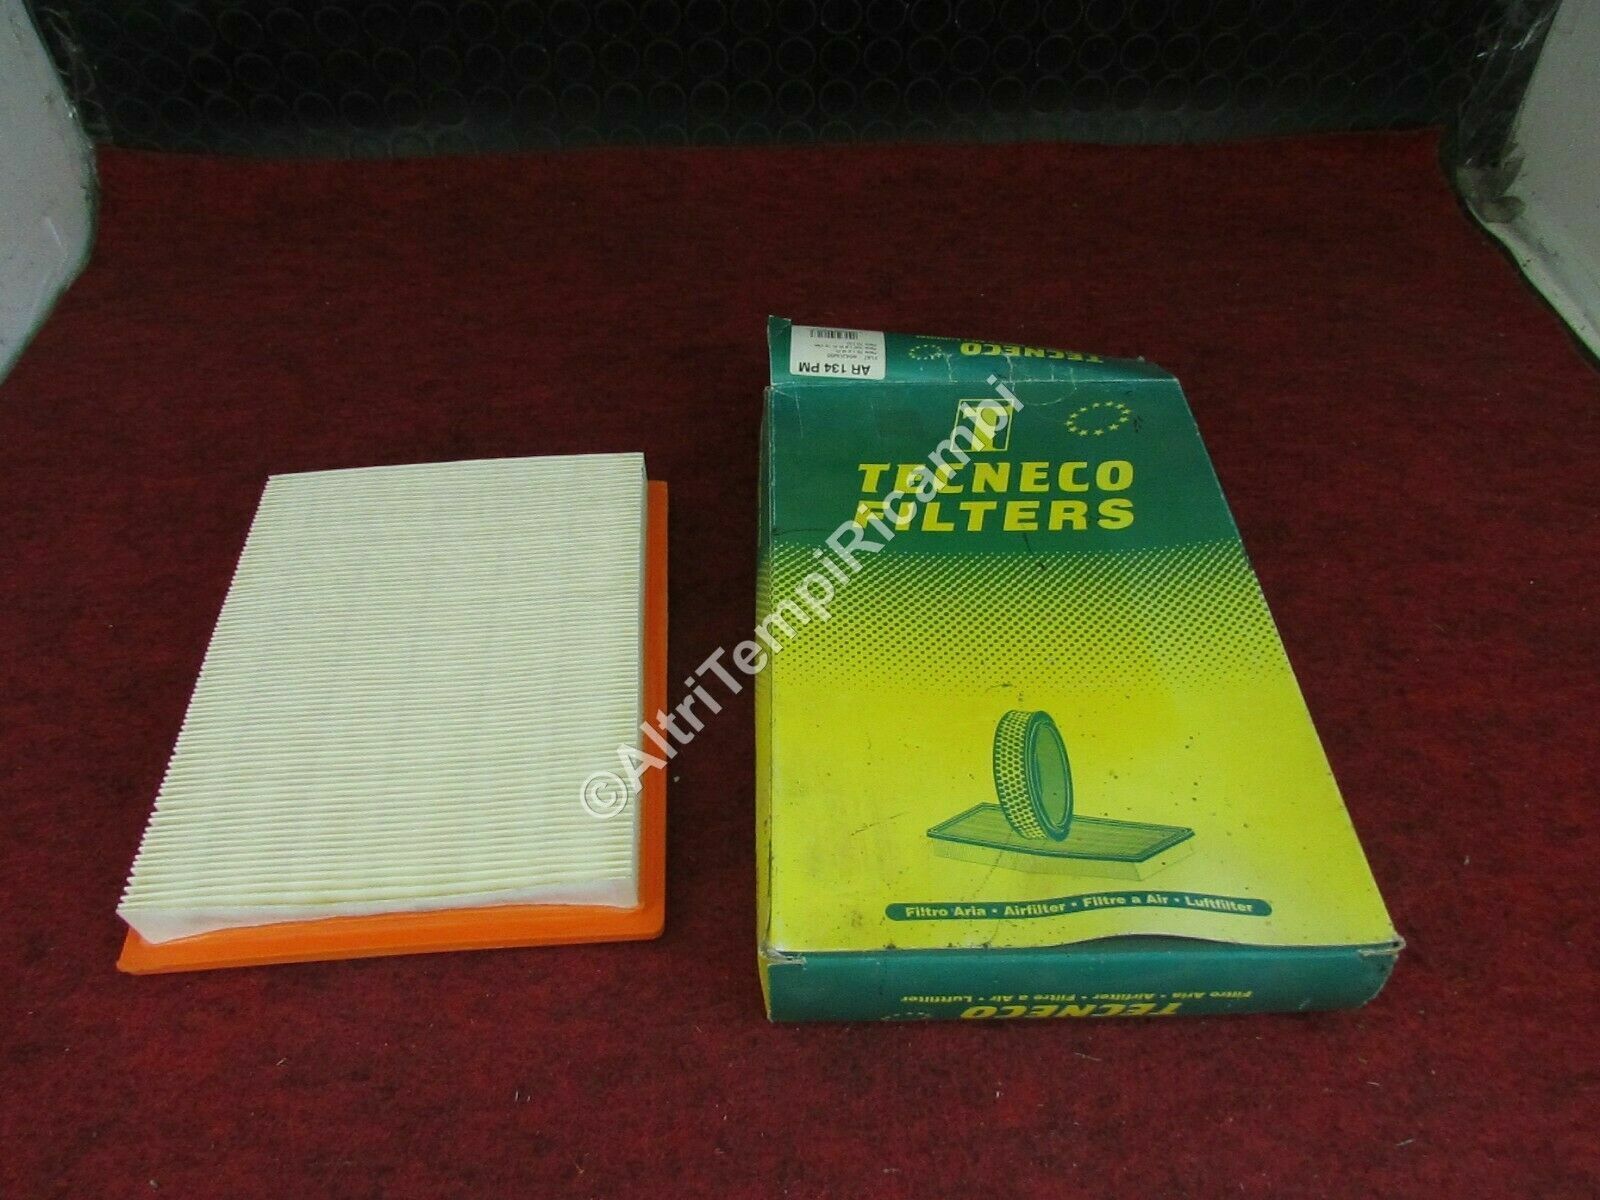 TECNECO
AR 134 PM
TECNECO
FILTERS
Filtro Aria • Airfilter • Filtre a Air • Luftfilter
TECNECO
Filtro Aria • Airfilter • Filtre a Air • Luftfilter
©AltriTempiRicambi